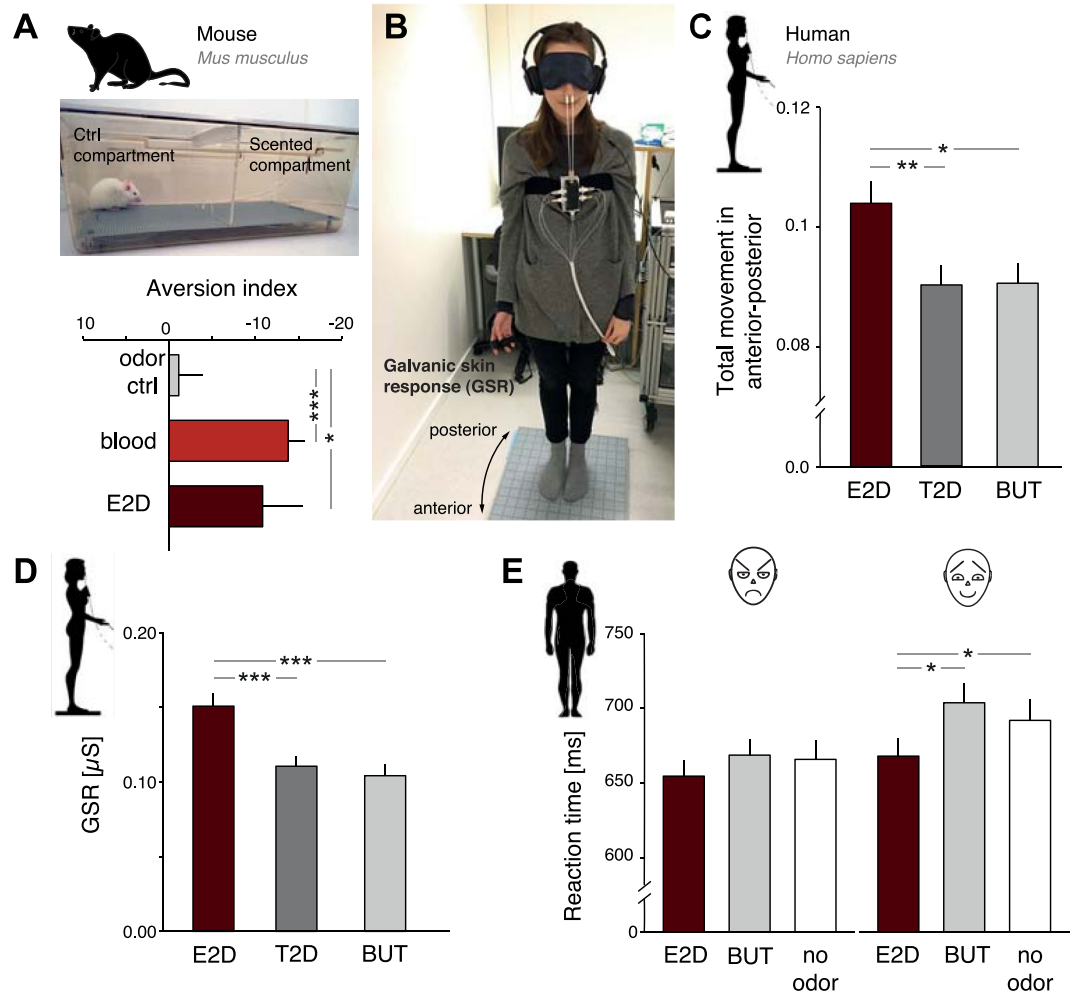 A
Mouse
Mus musculus
Ctrl
compartment
Scented
compartment
Aversion index
10
0
-10
-20
odor
ctrl
blood
E2D
***
*
B
Galvanic skin
response (GSR)
posterior
anterior
C
Human
Homo sapiens
Total movement in
anterior-posterior
0.12
0.1
0.08
0.0
*
**
E2D
T2D
BUT
D
GSR [µS]
0.20
0.10
0.00
***
***
E2D
T2D
BUT
E
Reaction time [ms]
750
700
650
600
0
*
*
E2D
BUT
no
odor
E2D
BUT
no
odor